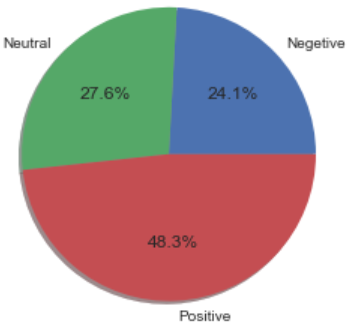 Neutral
Negetive
27.6%
24.1%
48.3%
Positive